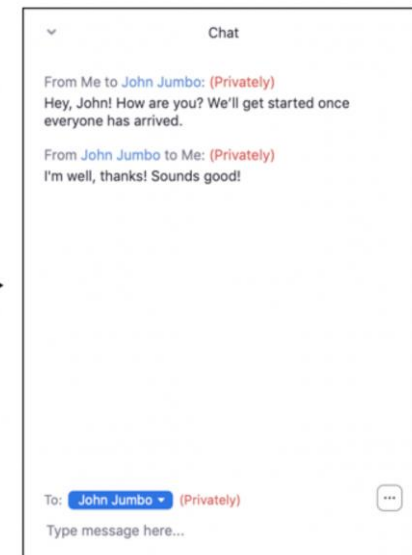 Chat
From Me to John Jumbo: (Privately)
Hey, John! How are you? We'll get started once
everyone has arrived.
From John Jumbo to Me: (Privately)
I'm well, thanks! Sounds good!
To: John Jumbo (Privately)
Type message here...